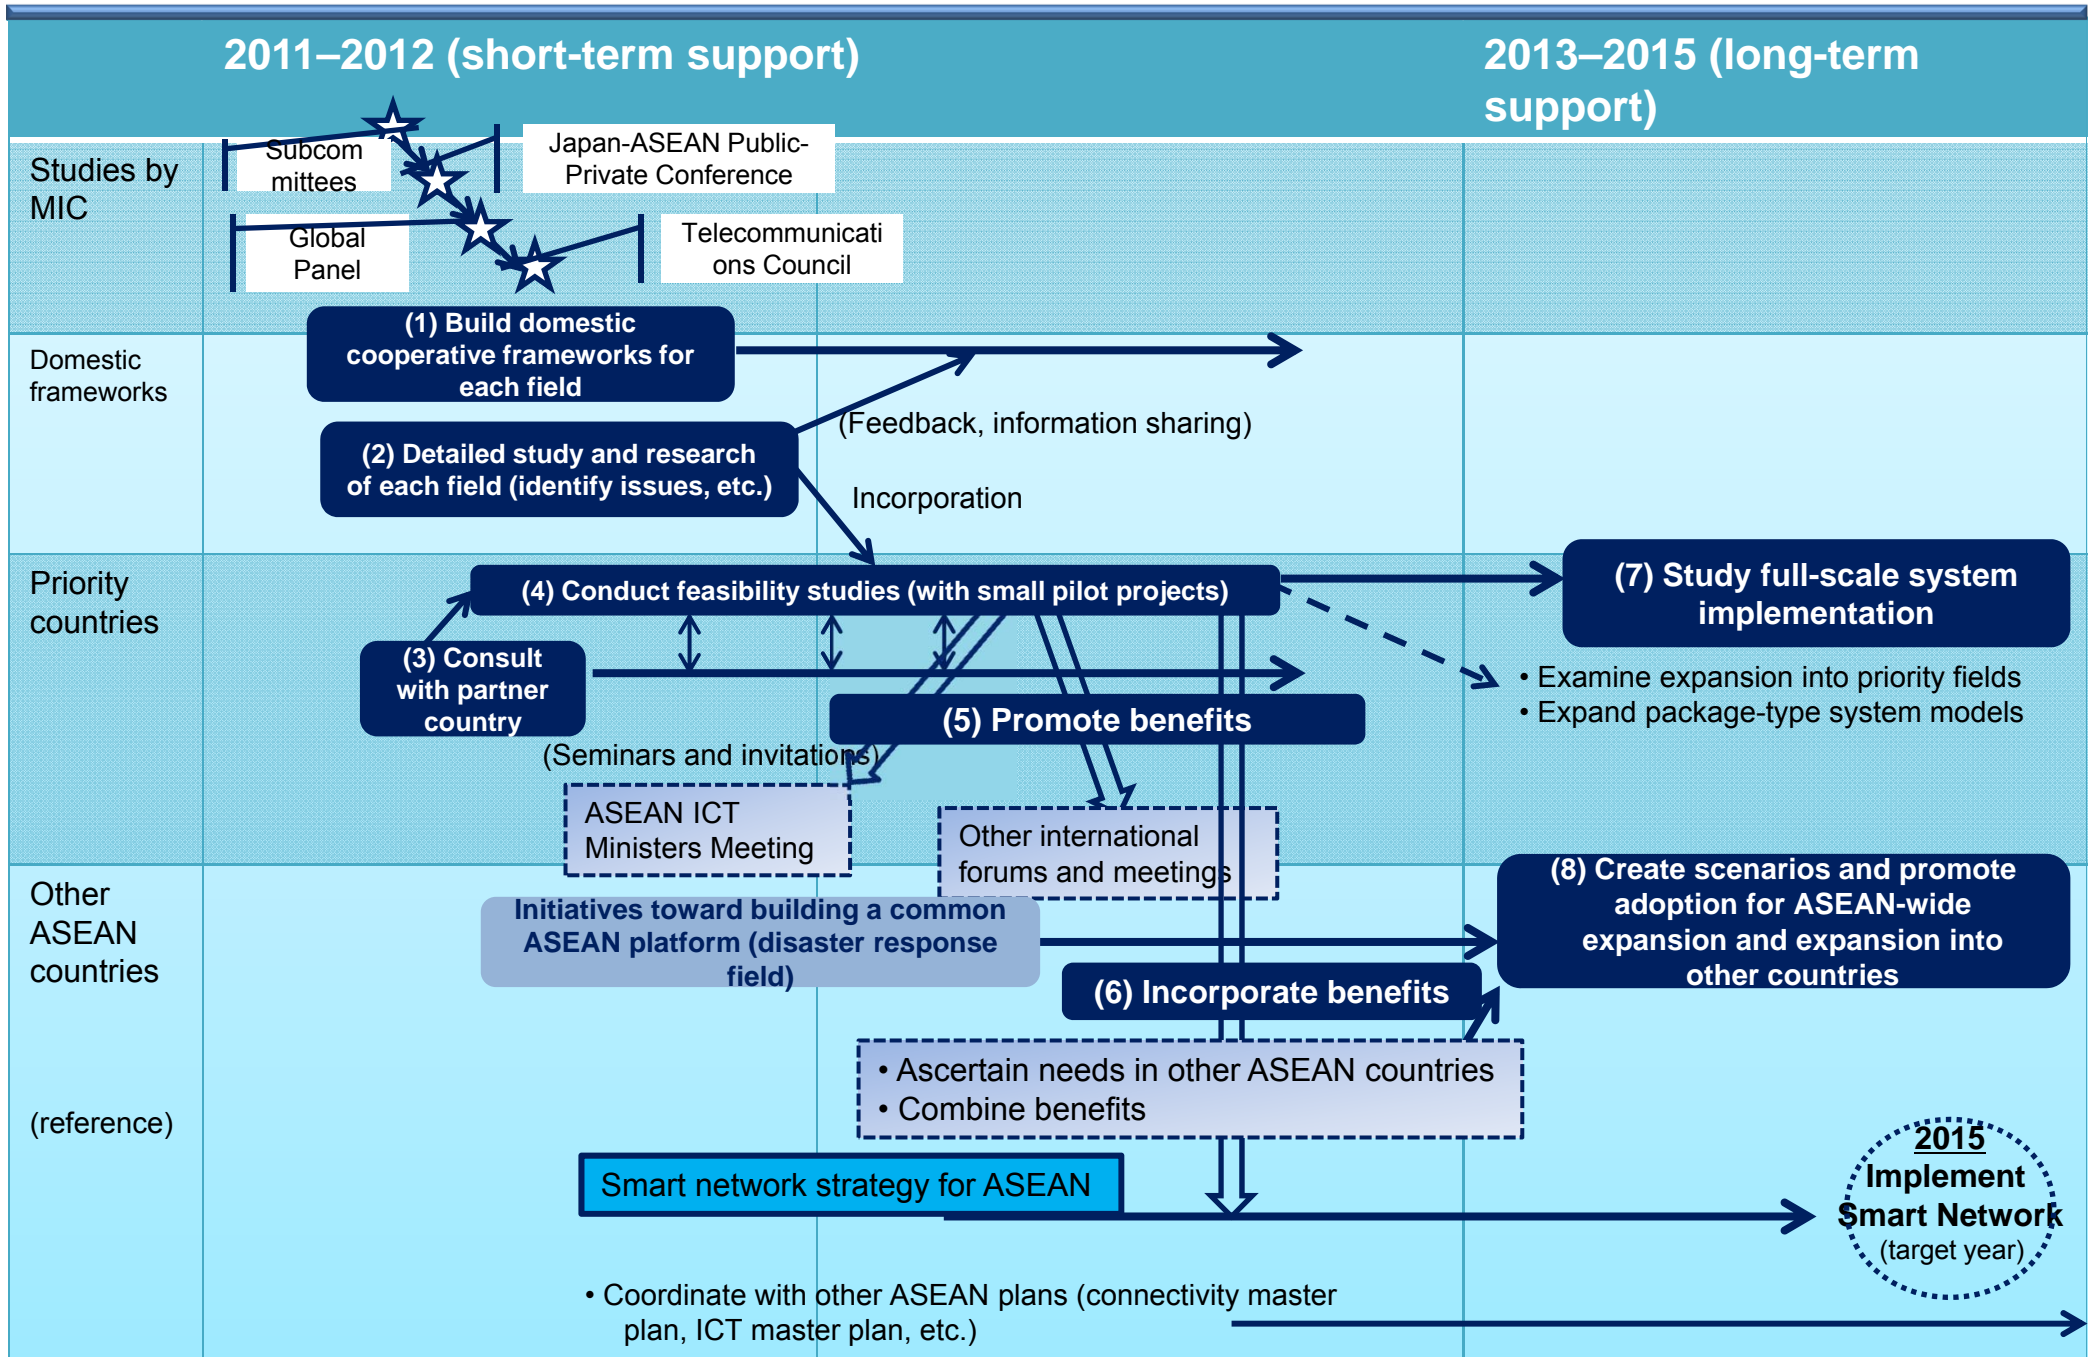 2011–2012 (short-term support)
2013–2015 (long-term
support)
Studies by
MIC
Subcom
mittees
Japan-ASEAN Public-
Private Conference
Global
Panel
Telecommunicati
ons Council
Domestic
frameworks
(1) Build domestic
cooperative frameworks for
each field
(Feedback, information sharing)
(2) Detailed study and research
of each field (identify issues, etc.)
Incorporation
Priority
countries
(4) Conduct feasibility studies (with small pilot projects)
(7) Study full-scale system
implementation
(3) Consult
with partner
country
• Examine expansion into priority fields
• Expand package-type system models
(5) Promote benefits
(Seminars and invitations)
ASEAN ICT
Ministers Meeting
Other international
forums and meetings
Other
ASEAN
countries
(reference)
Initiatives toward building a common
ASEAN platform (disaster response
field)
(8) Create scenarios and promote
adoption for ASEAN-wide
expansion and expansion into
other countries
(6) Incorporate benefits
• Ascertain needs in other ASEAN countries
• Combine benefits
Smart network strategy for ASEAN
2015
Implement
Smart Network
(target year)
• Coordinate with other ASEAN plans (connectivity master
plan, ICT master plan, etc.)